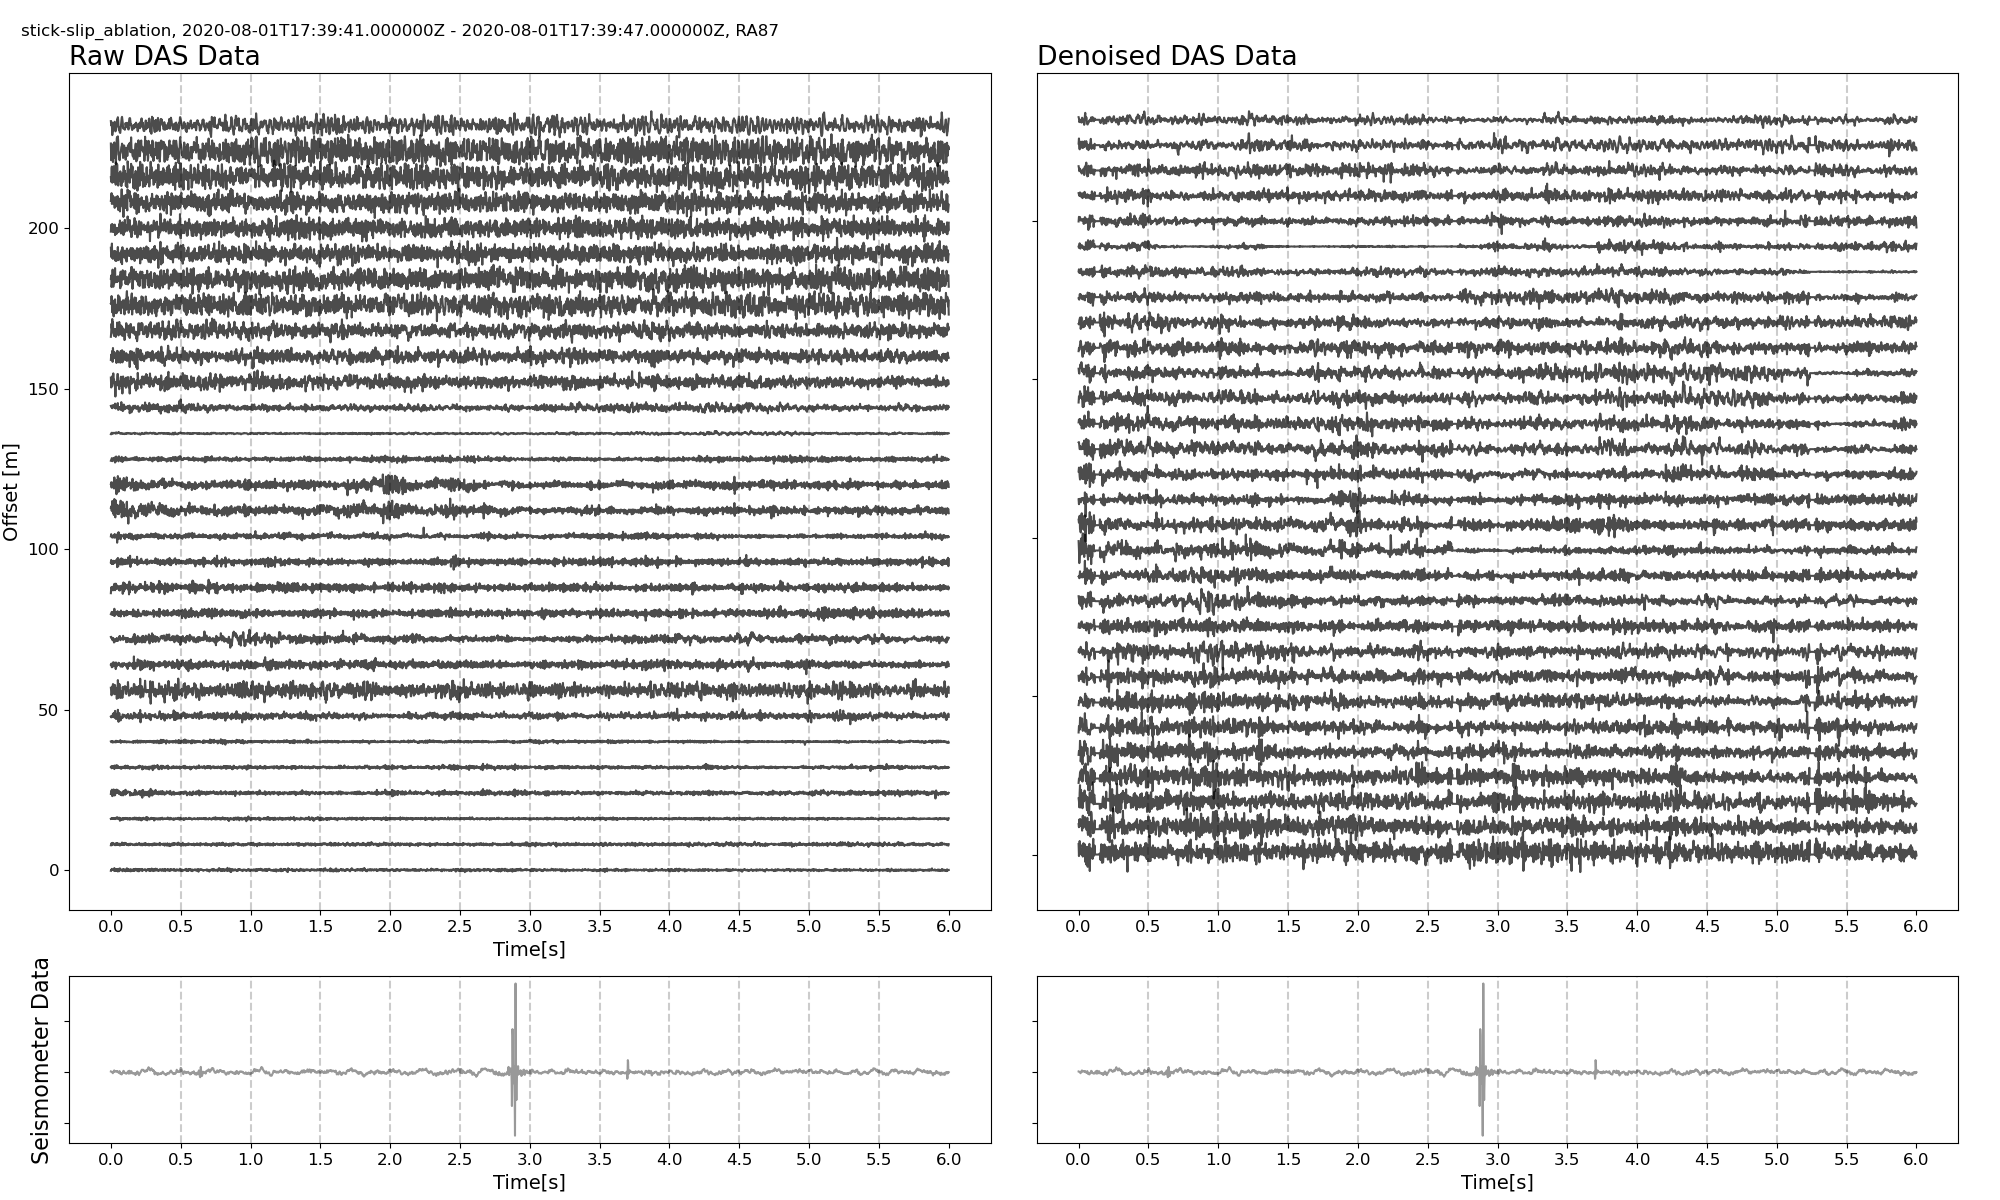 stick-slip_ablation, 2020-08-01T17:39:41.000000Z - 2020-08-01T17:39:47.000000Z, RA87
Raw DAS Data
Denoised DAS Data
Offset [m]
200
150
100
50
0
0.0 0.5 1.0 1.5 2.0 2.5 3.0 3.5 4.0 4.5 5.0 5.5 6.0
Time[s]
0.0 0.5 1.0 1.5 2.0 2.5 3.0 3.5 4.0 4.5 5.0 5.5 6.0
Seismometer Data
0.0 0.5 1.0 1.5 2.0 2.5 3.0 3.5 4.0 4.5 5.0 5.5 6.0
Time[s]
0.0 0.5 1.0 1.5 2.0 2.5 3.0 3.5 4.0 4.5 5.0 5.5 6.0
Time[s]